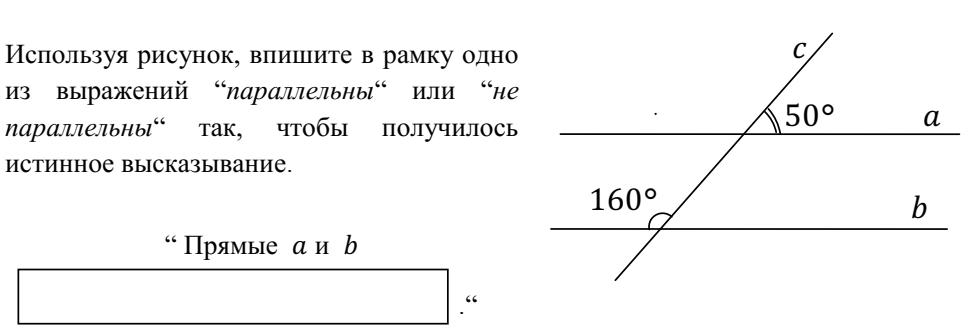 Используя рисунок, впишите в рамку одно
из выражений “параллельны“ или “не
параллельны“ так, чтобы получилось
истинное высказывание.
“ Прямые a и b
.“
c
50°
a
160°
b